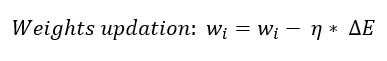 Weights updation: wᵢ = wᵢ − η * ΔE